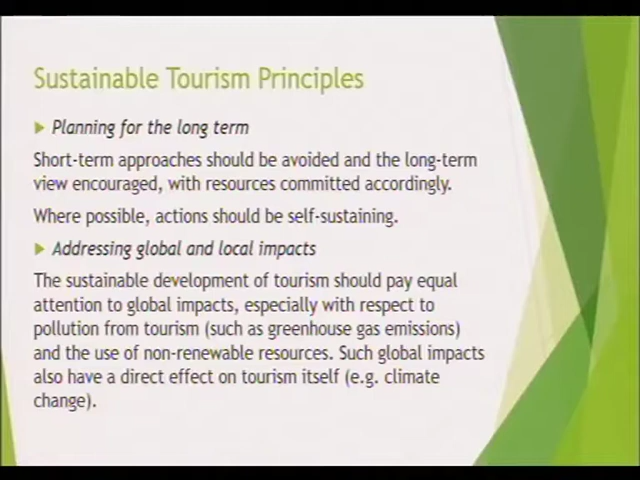 Sustainable Tourism Principles
Planning for the long term
Short-term approaches should be avoided and the long-term
view encouraged, with resources committed accordingly.
Where possible, actions should be self-sustaining.
Addressing global and local impacts
The sustainable development of tourism should pay equal
attention to global impacts, especially with respect to
pollution from tourism (such as greenhouse gas emissions)
and the use of non-renewable resources. Such global impacts
also have a direct effect on tourism itself (e.g. climate
change).